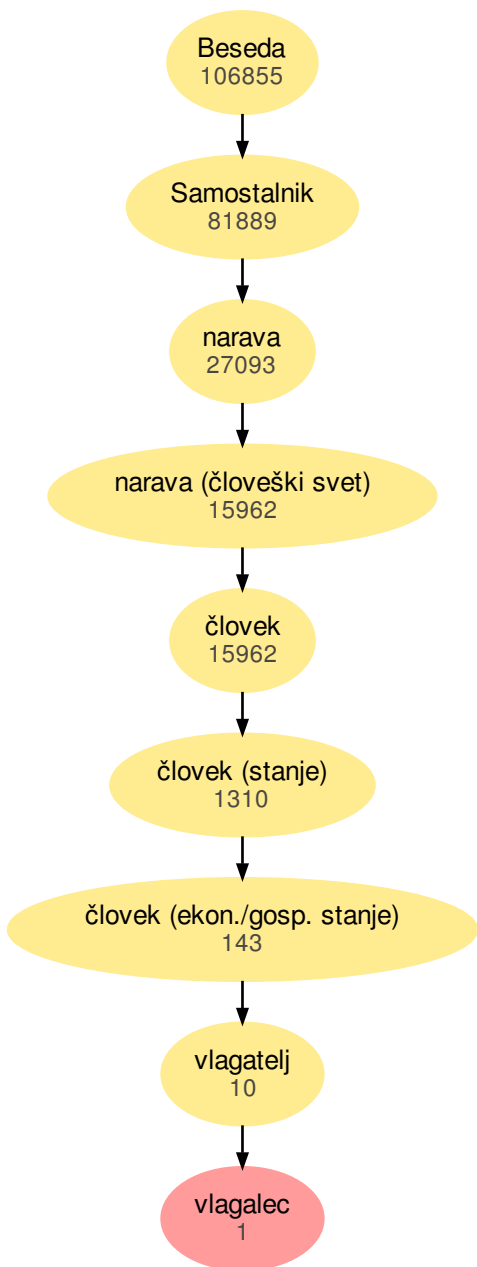 Beseda
106855
Samostalnik
81889
narava
27093
narava (človeški svet)
15962
človek
15962
človek (stanje)
1310
človek (ekon./gosp. stanje)
143
vlagatelj
10
vlagalec
1